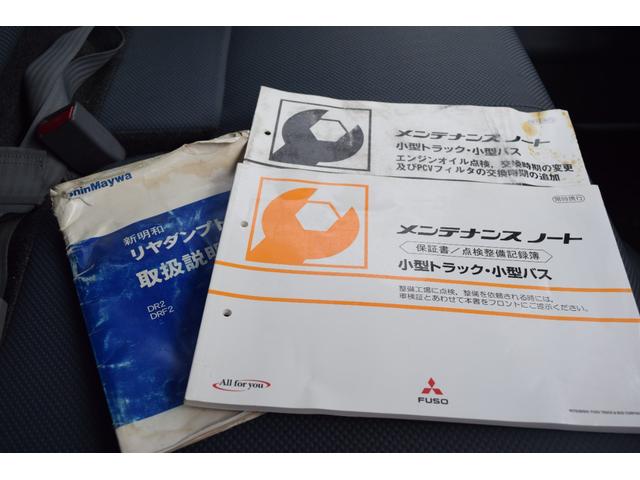 メンテナンス ノート
小型トラック・小型バス
エンジンオイル点検、交換時期の変更
及びPCVフィルタの交換時期の追加
メンテナンス ノート
保証書／点検整備記録簿
小型トラック・小型バス
整備工場に点検、整備を依頼される時には、
車検証とあわせて本書をフロントにご提示ください。
All for you
FUSO
ShinMaywa
新明和
リヤダンプト
取扱説明
DR2
DRF2